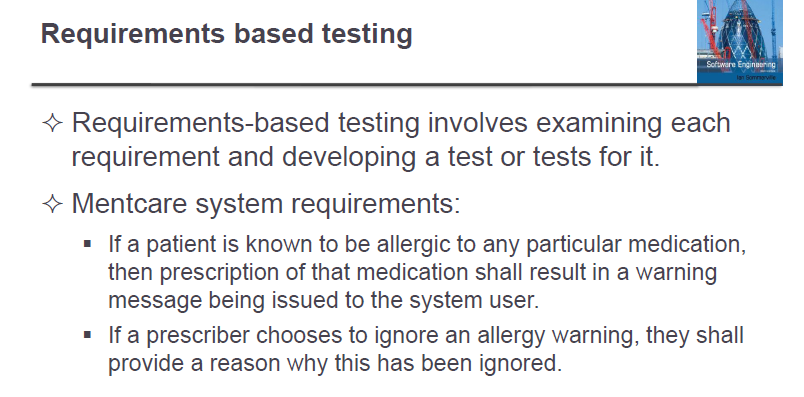 Requirements based testing
Software Engineering
Ian Sommerville
✧ Requirements-based testing involves examining each
requirement and developing a test or tests for it.
✧ Mentcare system requirements:
▪ If a patient is known to be allergic to any particular medication,
then prescription of that medication shall result in a warning
message being issued to the system user.
▪ If a prescriber chooses to ignore an allergy warning, they shall
provide a reason why this has been ignored.